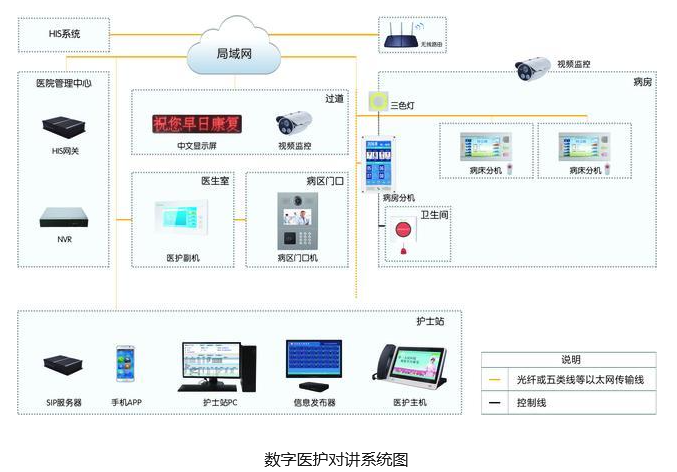 HIS系统
局域网
无线路由
视频监控
医院管理中心
过道
病房
三色灯
祝您早日康复
HIS网关
中文显示屏
视频监控
病床分机
病床分机
病房分机
医生室
病区门口
卫生间
NVR
医护副机
病区门口机
护士站
SIP服务器
手机APP
护士站PC
信息发布器
医护主机
说明
光纤或五类线等以太网传输线
控制线
数字医护对讲系统图